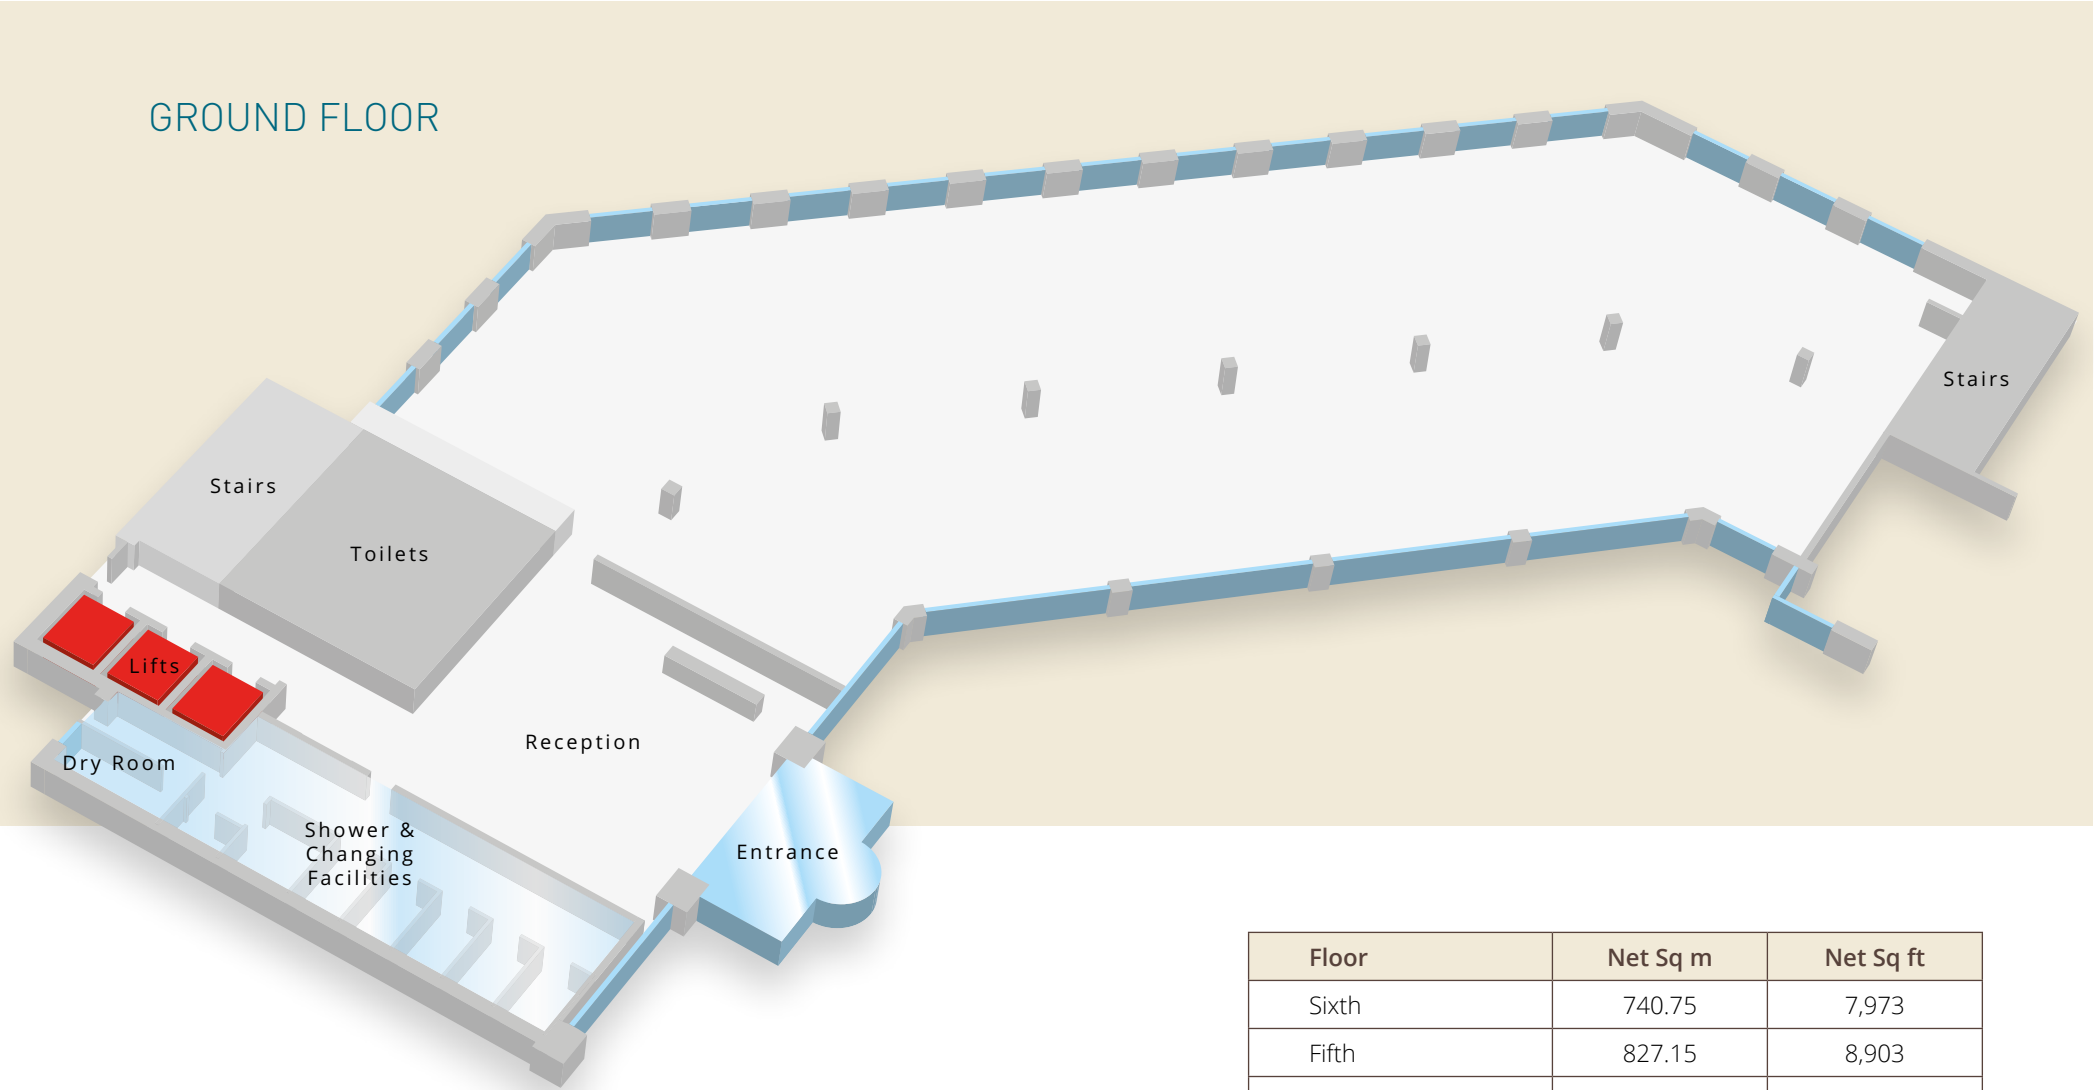 GROUND FLOOR
Stairs
Stairs
Toilets
Lifts
Reception
Dry Room
Shower &
Changing
Facilities
Entrance
Floor Net Sq m Net Sq ft
Sixth 740.75 7,973
Fifth 827.15 8,903